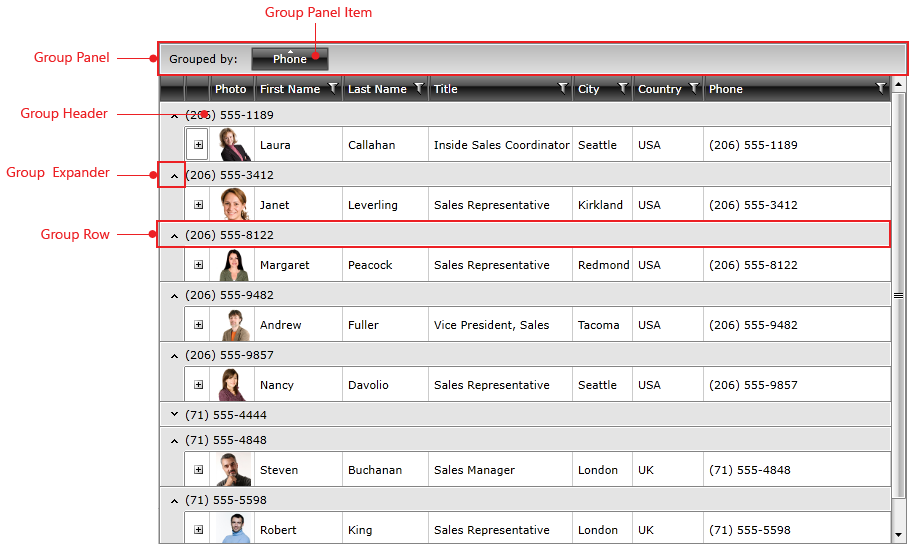 Group Panel Item
Group Panel
Grouped by: Phone
Photo First Name Last Name Title City Country Phone
Group Header
(206) 555-1189
Laura Callahan Inside Sales Coordinator Seattle USA (206) 555-1189
Group Expander
(206) 555-3412
Janet Leverling Sales Representative Kirkland USA (206) 555-3412
Group Row
(206) 555-8122
Margaret Peacock Sales Representative Redmond USA (206) 555-8122
(206) 555-9482
Andrew Fuller Vice President, Sales Tacoma USA (206) 555-9482
(206) 555-9857
Nancy Davolio Sales Representative Seattle USA (206) 555-9857
(71) 555-4444
(71) 555-4848
Steven Buchanan Sales Manager London UK (71) 555-4848
(71) 555-5598
Robert King Sales Representative London UK (71) 555-5598